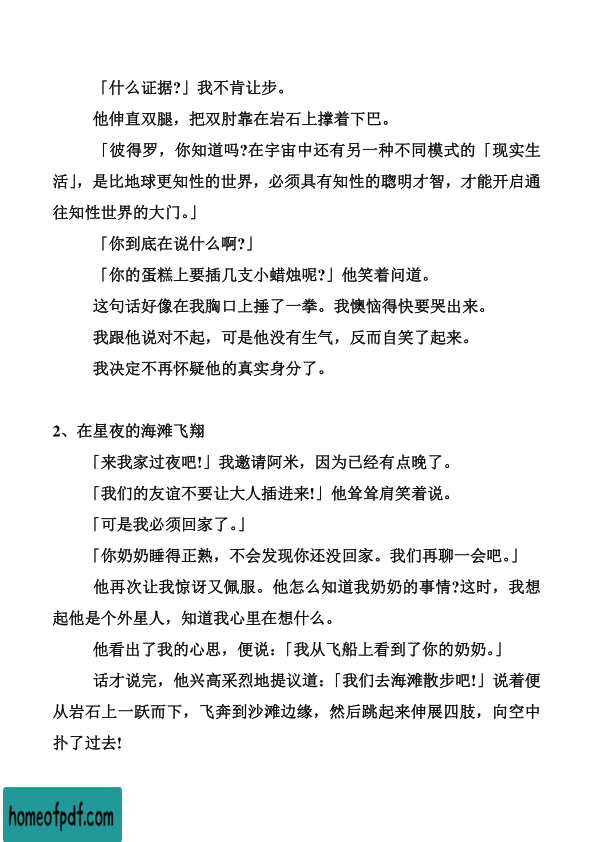 「什么证据?」我不肯让步。
他伸直双腿，把双肘靠在岩石上撑着下巴。
「彼得罗，你知道吗?在宇宙中还有另一种不同模式的「现实生
活」，是比地球更知性的世界，必须具有知性的聪明才智，才能开启通
往知性世界的大门。」
「你到底在说什么啊?」
「你的蛋糕上要插几支小蜡烛呢?」他笑着问道。
这句话好像在我胸口上捶了一拳。我懊恼得快要哭出来。
我跟他说对不起，可是他没有生气，反而自笑了起来。
我决定不再怀疑他的真实身分了。
2、在星夜的海滩飞翔
「来我家过夜吧!」我邀请阿米，因为已经有点晚了。
「我们的友谊不要让大人插进来!」他耸耸肩笑着说。
「可是我必须回家了。」
「你奶奶睡得正熟，不会发现你还没回家。我们再聊一会吧。」
他再次让我惊讶又佩服。他怎么知道我奶奶的事情?这时，我想
起他是个外星人，知道我心里在想什么。
他看出了我的心思，便说：「我从飞船上看到了你的奶奶。」
话才说完，他兴高采烈地提议道：「我们去海滩散步吧!」说着便
从岩石上一跃而下，飞奔到沙滩边缘，然后跳起来伸展四肢，向空中
扑了过去!
homeofpdf.com